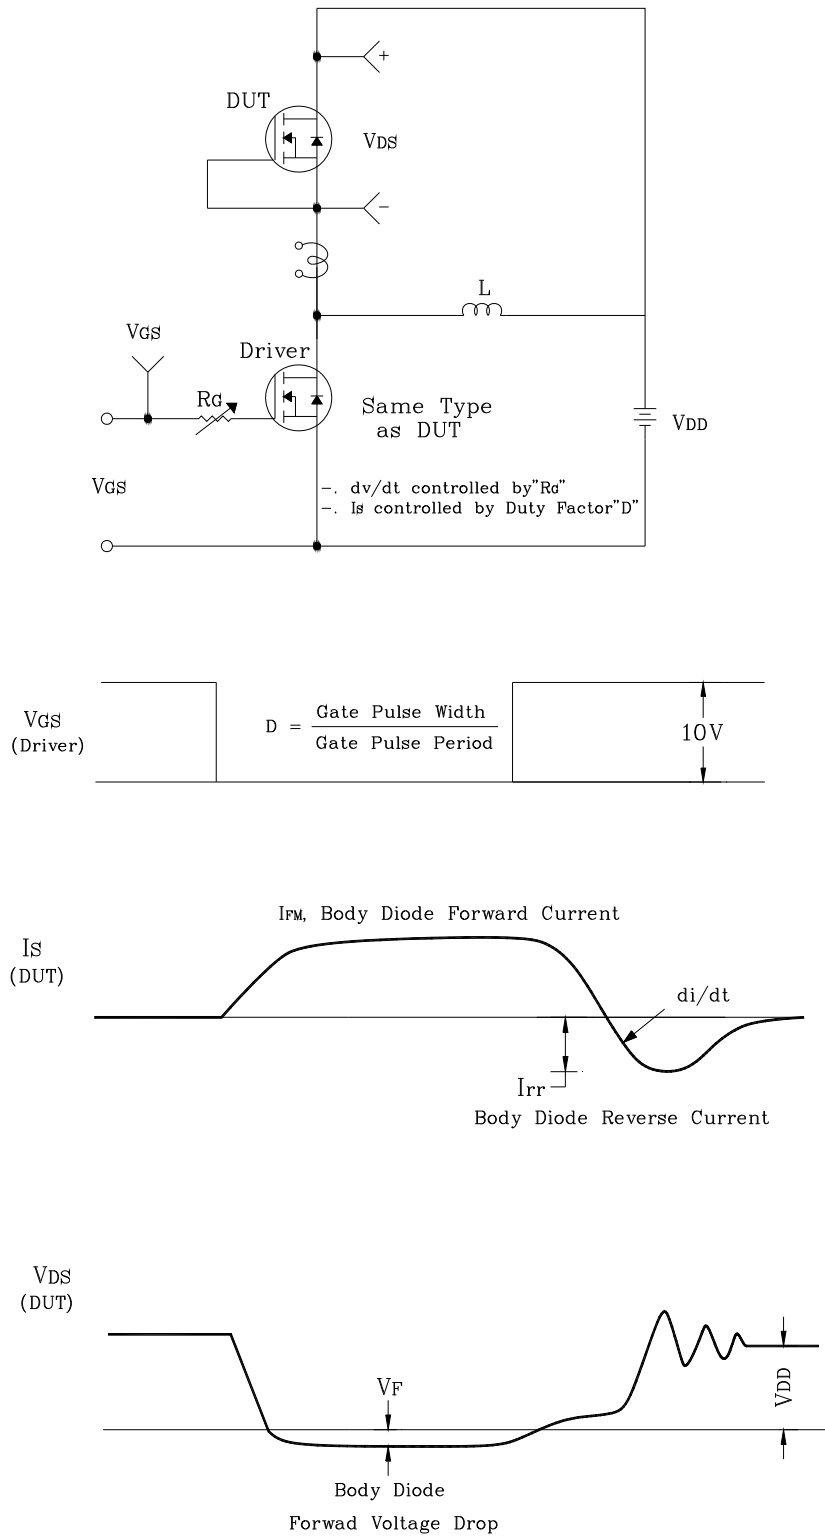 +
DUT
VDS
−
L
VGS
Driver
RG
Same Type
as DUT
VDD
VGS
−. dv/dt controlled by"RG"
−. Is controlled by Duty Factor"D"
VGS
(Driver)
D = Gate Pulse Width
Gate Pulse Period
10V
IFM, Body Diode Forward Current
IS
(DUT)
di/dt
Irr
Body Diode Reverse Current
VDS
(DUT)
VF
VDD
Body Diode
Forwad Voltage Drop